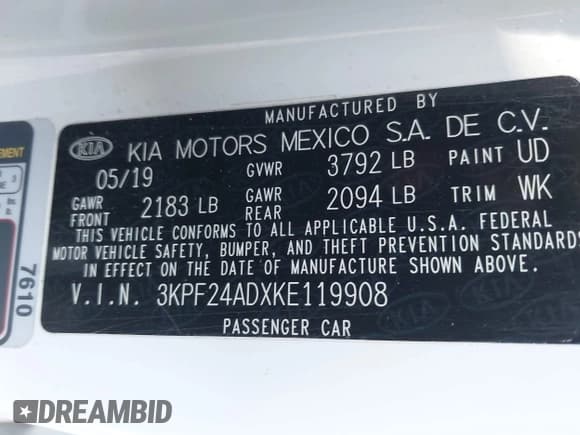 MANUFACTURED BY
KIA KIA MOTORS MEXICO S.A. DE C.V.
05/19 GVWR 3792 LB PAINT UD
GAWR FRONT 2183 LB GAWR REAR 2094 LB TRIM WK
THIS VEHICLE CONFORMS TO ALL APPLICABLE U.S.A. FEDERAL
MOTOR VEHICLE SAFETY, BUMPER, AND THEFT PREVENTION STANDARDS
IN EFFECT ON THE DATE OF MANUFACTURE SHOWN ABOVE.
V.I.N. 3KPF24ADXKE119908
PASSENGER CAR
7610
DREAMBID